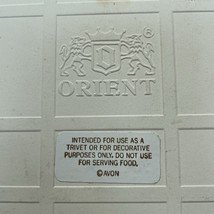 ®
ORIENT
INTENDED FOR USE AS A
TRIVET OR FOR DECORATIVE
PURPOSES ONLY. DO NOT USE
FOR SERVING FOOD.
©AVON